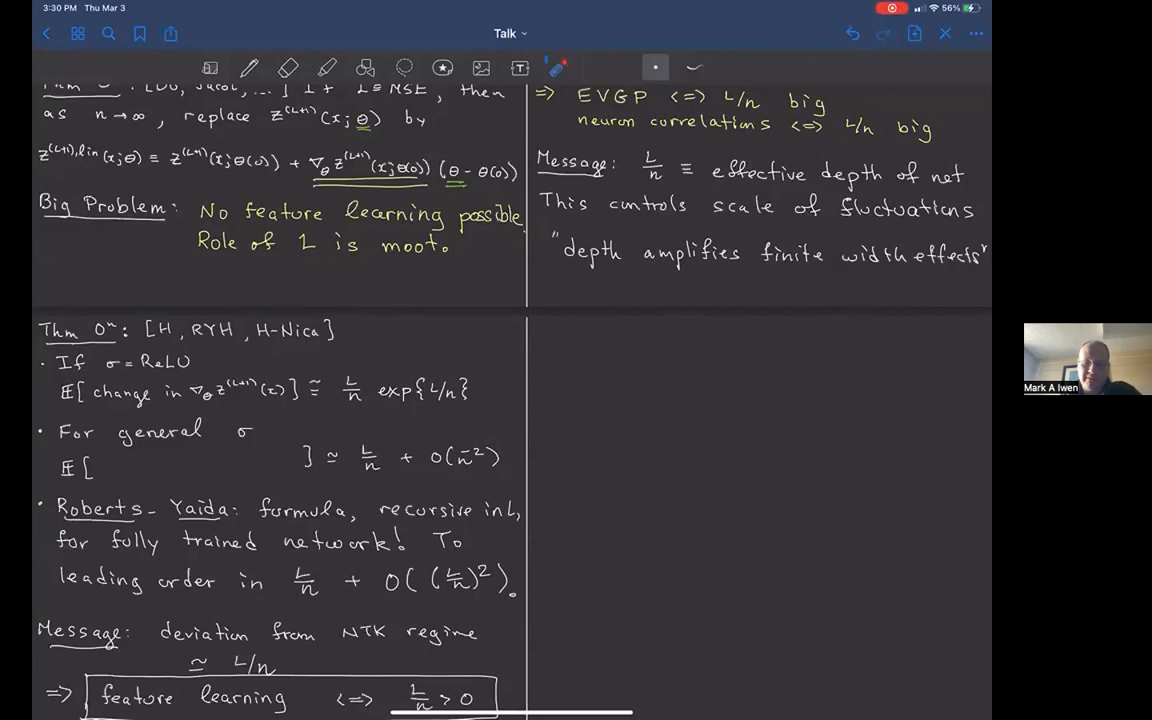 3:30 PM Thu Mar 3
56%
Talk
as n→∞, replace z^(L+1)(x; θ) by
z^(L+1),lin(x;θ) ≡ z^(L+1)(x;θ(0)) + ∇_θ z^(L+1)(x;θ(0)) (θ - θ(0))
Big Problem: No feature learning possible.
Role of L is moot.
Thm 0ⁿ: [H, RYH, H-Nica]
· If σ = ReLU
𝔼[change in ∇_θ z^(L+1)(x)] ≅ L/n exp{L/n}
· For general σ
𝔼[ ] ≃ L/n + O(n^-2)
· Roberts-Yaida: formula, recursive in L,
for fully trained network! To
leading order in L/n + O((L/n)^2).
Message: deviation from NTK regime
≃ L/n
=> feature learning <=> L/n > 0
=> EVGP <=> L/n big
neuron correlations <=> L/n big
Message: L/n ≡ effective depth of net
This controls scale of fluctuations
"depth amplifies finite width effects"
Mark A Iwen